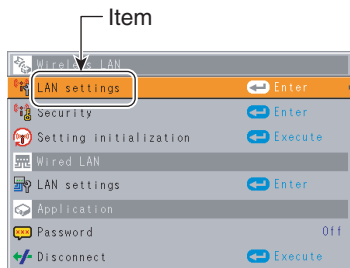 Item
Wireless LAN
LAN settings Enter
Security Enter
Setting initialization Execute
Wired LAN
LAN settings Enter
Application
Password Off
Disconnect Execute